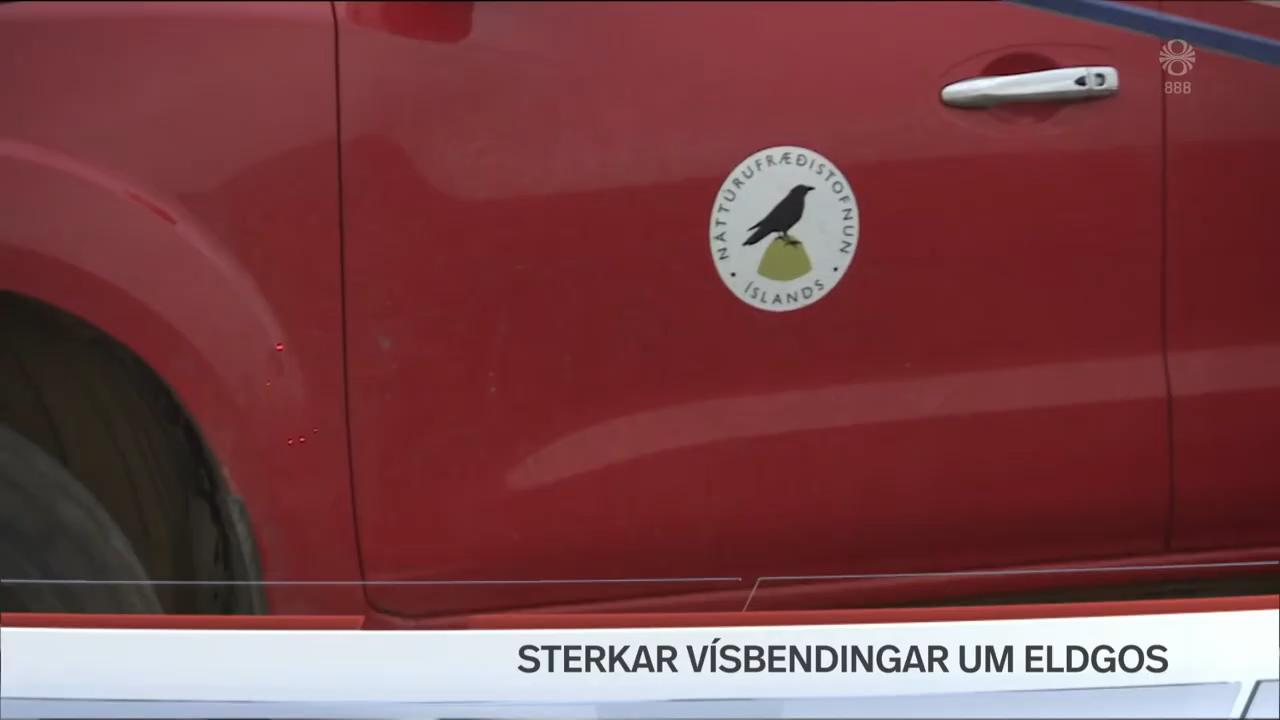 888
NÁTTÚRUFRÆÐISTOFNUN
• ÍSLANDS •
STERKAR VÍSBENDINGAR UM ELDGOS